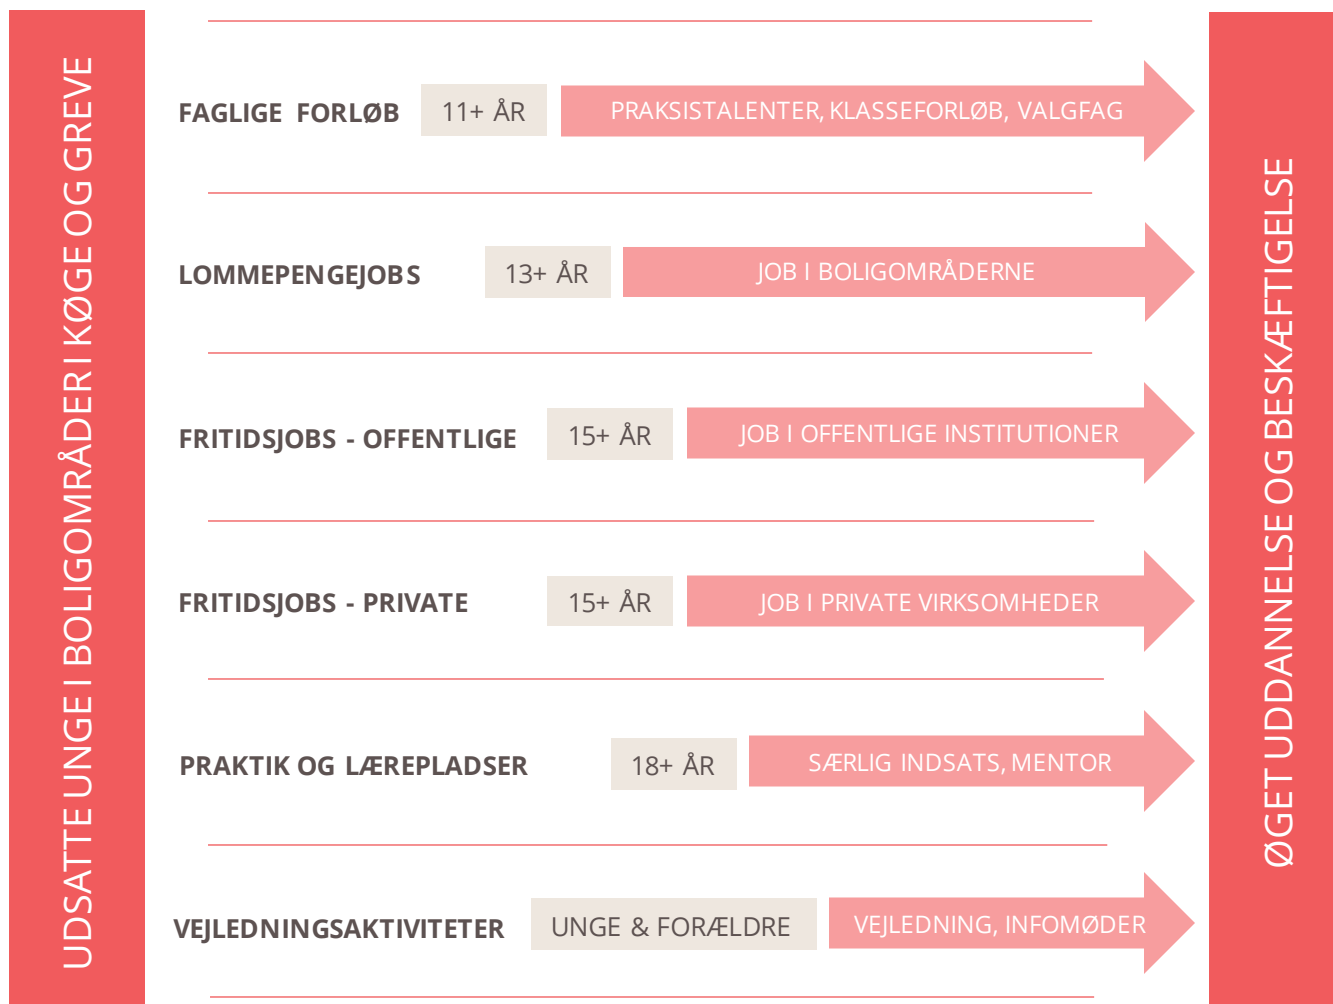 UDSATTE UNGE I BOLIGOMRÅDER I KØGE OG GREVE
FAGLIGE FORLØB 11+ ÅR PRAKSISTALENTER, KLASSEFORLØB, VALGFAG
LOMMEPENGEJOBS 13+ ÅR JOB I BOLIGOMRÅDERNE
FRITIDSJOBS - OFFENTLIGE 15+ ÅR JOB I OFFENTLIGE INSTITUTIONER
FRITIDSJOBS - PRIVATE 15+ ÅR JOB I PRIVATE VIRKSOMHEDER
PRAKTIK OG LÆREPLADSER 18+ ÅR SÆRLIG INDSATS, MENTOR
VEJLEDNINGSAKTIVITETER UNGE & FORÆLDRE VEJLEDNING, INFOMØDER
ØGET UDDANNELSE OG BESKÆFTIGELSE